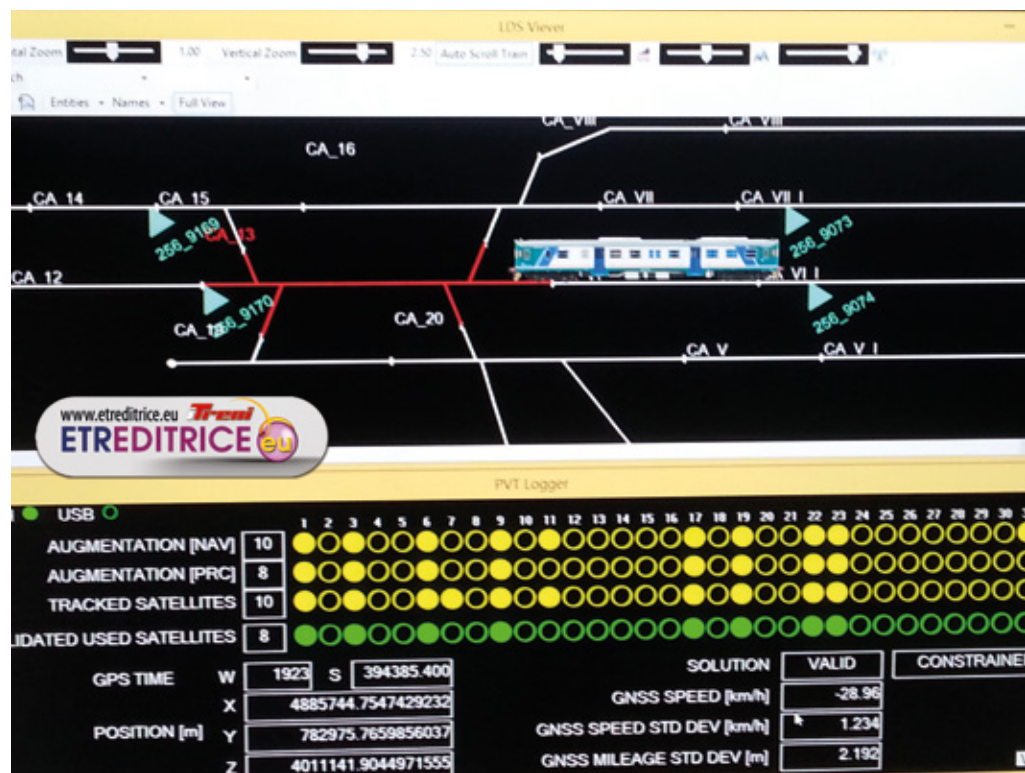 LDS Viever
tal Zoom 1.00 Vertical Zoom 2.50 Auto Scroll Train
ch
Entities Names Full View
CA_VIII CA_VIII
CA_16
CA_14 CA_15 CA_VII CA_VII_I
256_9169 CA_13 256_9073
CA_12 CA_VI_I
256_9170 256_9074
CA_20
CA_V CA_V_I
www.etreditrice.eu Treni
ETREDITRICE eu
PVT Logger
USB
1 2 3 4 5 6 7 8 9 10 11 12 13 14 15 16 17 18 19 20 21 22 23 24 25 26 27 28 29 30
AUGMENTATION [NAV] 10
AUGMENTATION [PRC] 8
TRACKED SATELLITES 10
LIDATED USED SATELLITES 8
GPS TIME W 1923 S 394385.400
SOLUTION VALID CONSTRAINE
X 4885744.7547429232
GNSS SPEED [km/h] -28.96
POSITION [m] Y 782975.7659856037
GNSS SPEED STD DEV [km/h] 1.234
Z 4011141.9044971555
GNSS MILEAGE STD DEV [m] 2.192